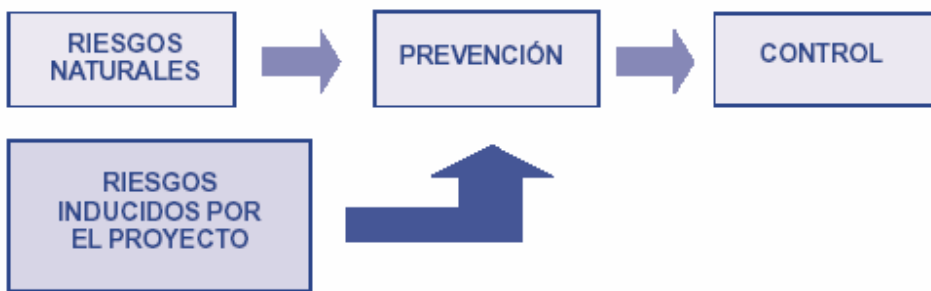 RIESGOS
NATURALES
PREVENCIÓN
CONTROL
RIESGOS
INDUCIDOS POR
EL PROYECTO